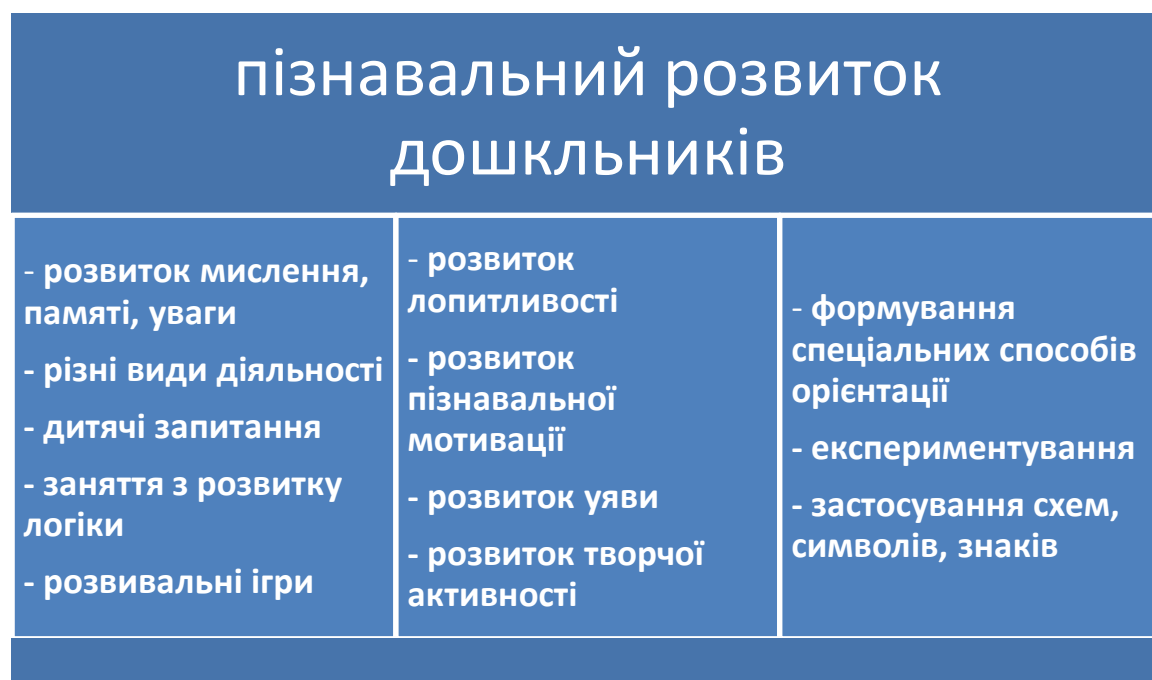 пізнавальний розвиток
дошкльників
- розвиток мислення,
памяті, уваги
- різні види діяльності
- дитячі запитання
- заняття з розвитку
логіки
- розвивальні ігри
- розвиток
лопитливості
- розвиток
пізнавальної
мотивації
- розвиток уяви
- розвиток творчої
активності
- формування
спеціальних способів
орієнтації
- експериментування
- застосування схем,
символів, знаків